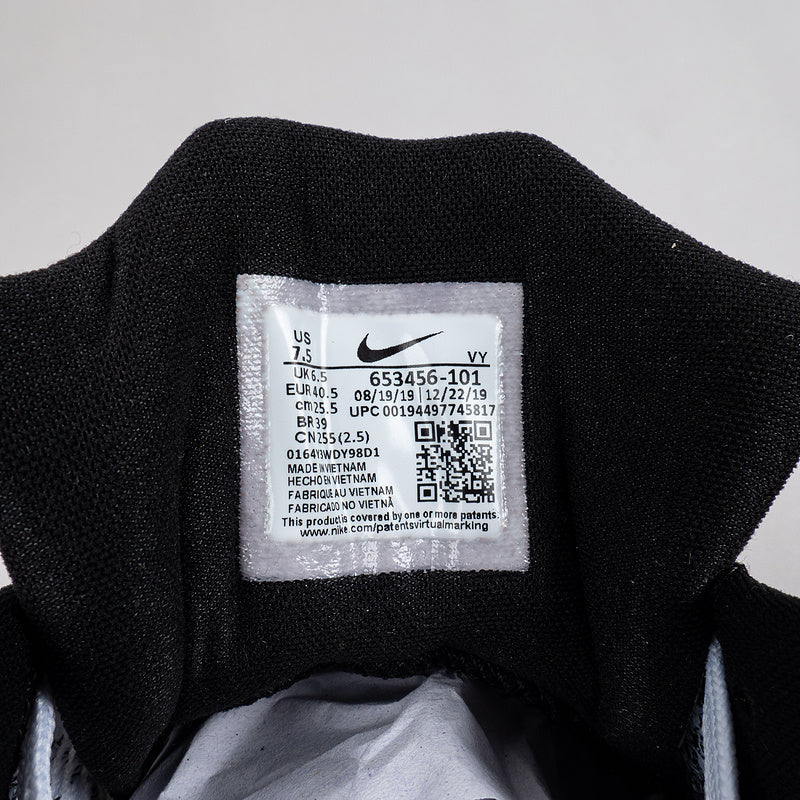 US
7.5
VY
UK 6.5
653456-101
EUR 40.5
08/19/19 | 12/22/19
cm 25.5
UPC 00194497745817
BR 39
CN 255 (2.5)
0164Y3WDY98D1
MADE IN VIETNAM
HECHO EN VIETNAM
FABRIQUE AU VIETNAM
FABRICADO NO VIETNÃ
This product is covered by one or more patents.
www.nike.com/patentsvirtualmarking